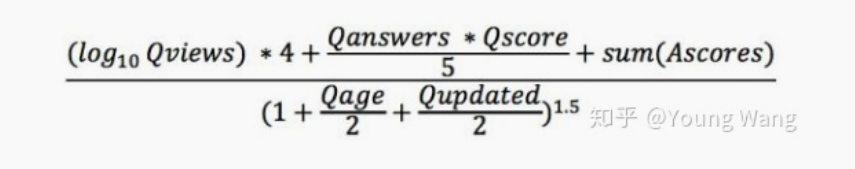 (log₁₀ Qviews) * 4 + (Qanswers * Qscore)/5 + sum(Ascores)
(1 + Qage/2 + Qupdated/2)^1.5 知乎 @Young Wang